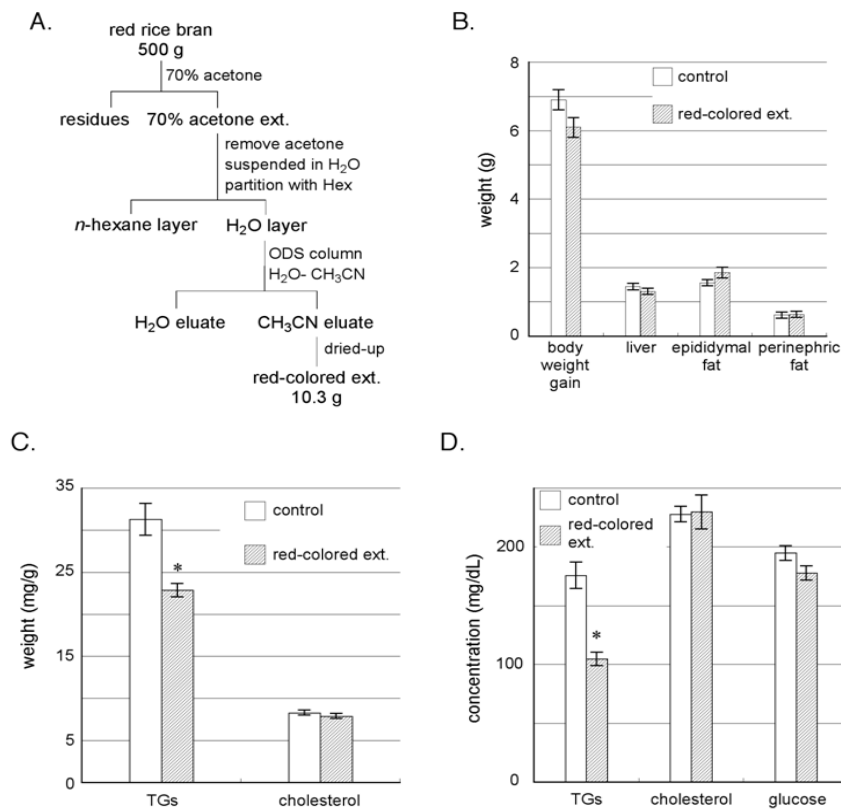 A.
red rice bran
500 g
70% acetone
residues 70% acetone ext.
remove acetone
suspended in H₂O
partition with Hex
n-hexane layer H₂O layer
ODS column
H₂O- CH₃CN
H₂O eluate CH₃CN eluate
dried-up
red-colored ext.
10.3 g
B.
8
6
4
2
0
weight (g)
control
red-colored ext.
body
weight
gain
liver
epididymal
fat
perinephric
fat
C.
35
25
15
5
0
weight (mg/g)
control
red-colored ext.
*
TGs cholesterol
D.
200
100
0
concentration (mg/dL)
control
red-colored
ext.
*
TGs cholesterol glucose